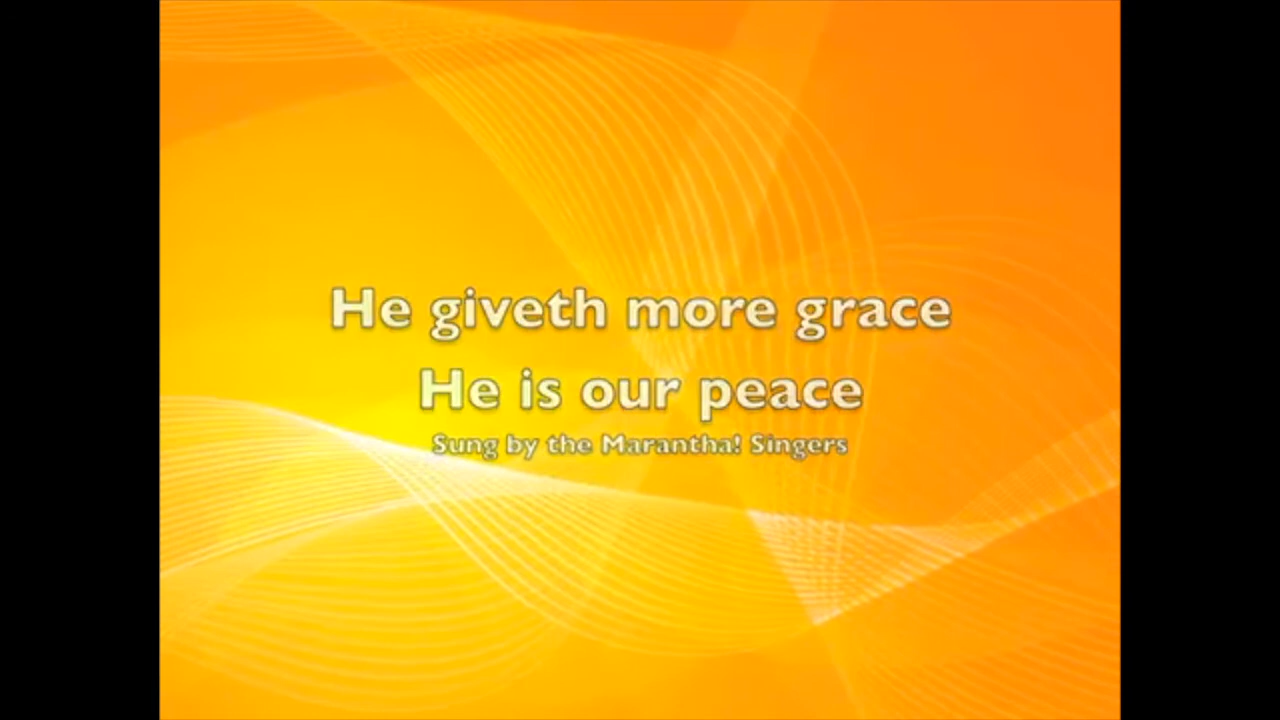 He giveth more grace
He is our peace
Sung by the Marantha! Singers